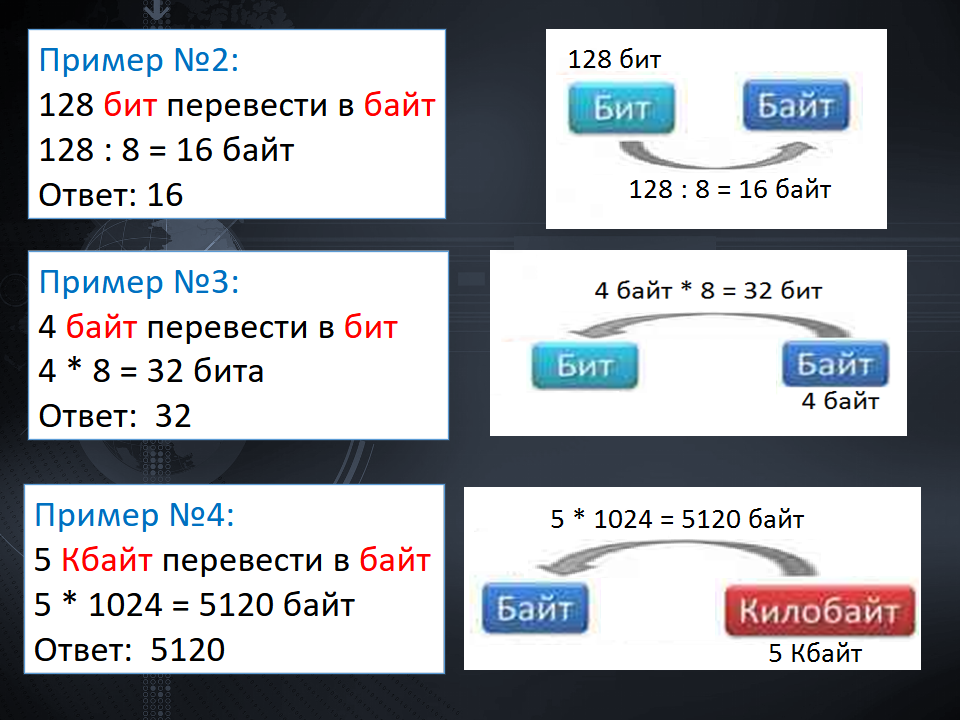 Пример №2:
128 бит перевести в байт
128 : 8 = 16 байт
Ответ: 16
128 бит
Бит
Байт
128 : 8 = 16 байт
Пример №3:
4 байт перевести в бит
4 * 8 = 32 бита
Ответ: 32
4 байт * 8 = 32 бит
Бит
Байт
4 байт
Пример №4:
5 Кбайт перевести в байт
5 * 1024 = 5120 байт
Ответ: 5120
5 * 1024 = 5120 байт
Байт
Килобайт
5 Кбайт